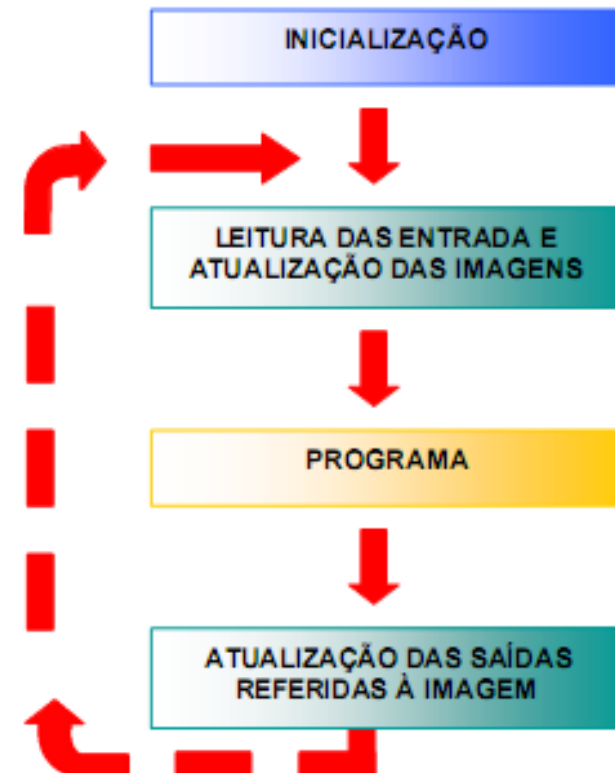 INICIALIZAÇÃO
LEITURA DAS ENTRADA E
ATUALIZAÇÃO DAS IMAGENS
PROGRAMA
ATUALIZAÇÃO DAS SAÍDAS
REFERIDAS À IMAGEM